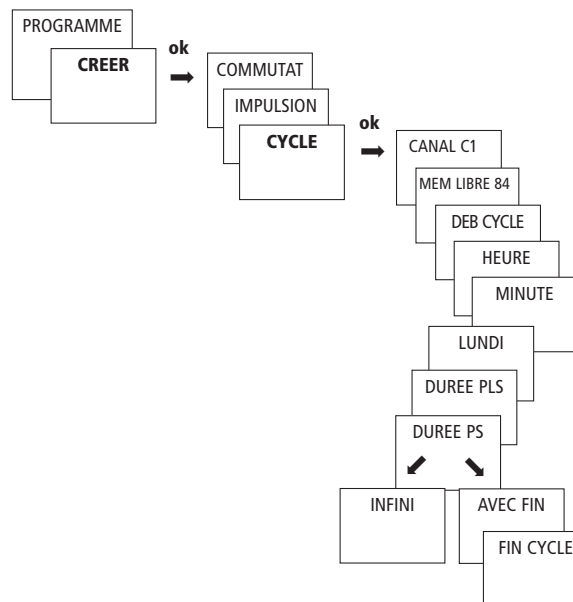 PROGRAMME
CREER
ok
COMMUTAT
IMPULSION
CYCLE
ok
CANAL C1
MEM LIBRE 84
DEB CYCLE
HEURE
MINUTE
LUNDI
DUREE PLS
DUREE PS
INFINI
AVEC FIN
FIN CYCLE